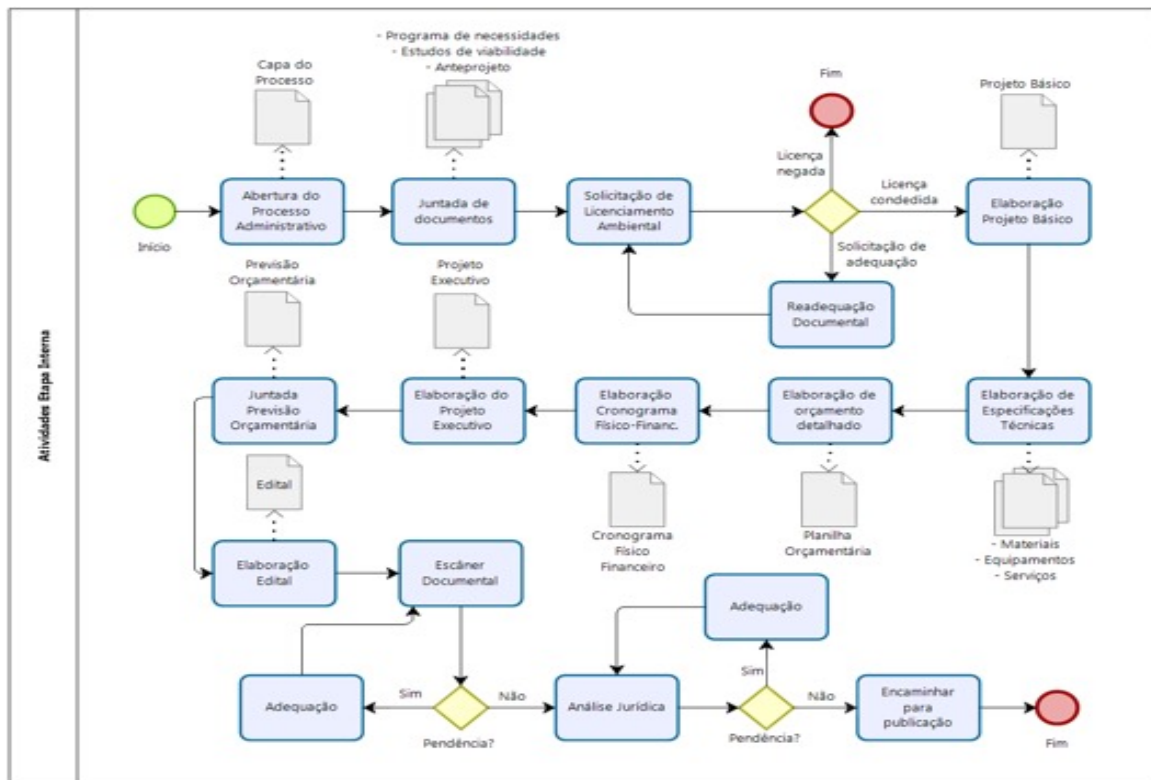 Atividades Etapa Interna
- Programa de necessidades
- Estudos de viabilidade
- Anteprojeto
Capa do
Processo
Fim
Projeto Básico
Licença
negada
Licença
condedida
Início
Abertura do
Processo
Administrativo
Juntada de
documentos
Solicitação de
Licenciamento
Ambiental
Elaboração
Projeto Básico
Solicitação de
adequação
Readequação
Documental
Previsão
Orçamentária
Projeto
Executivo
Juntada
Previsão
Orçamentária
Elaboração do
Projeto
Executivo
Elaboração
Cronograma
Físico-Financ.
Elaboração de
orçamento
detalhado
Elaboração de
Especificações
Técnicas
Edital
Cronograma
Físico
Financeiro
Planilha
Orçamentária
- Materiais
- Equipamentos
- Serviços
Elaboração
Edital
Escâner
Documental
Adequação
Adequação
Sim
Pendência?
Não
Análise Jurídica
Sim
Pendência?
Não
Encaminhar
para
publicação
Fim